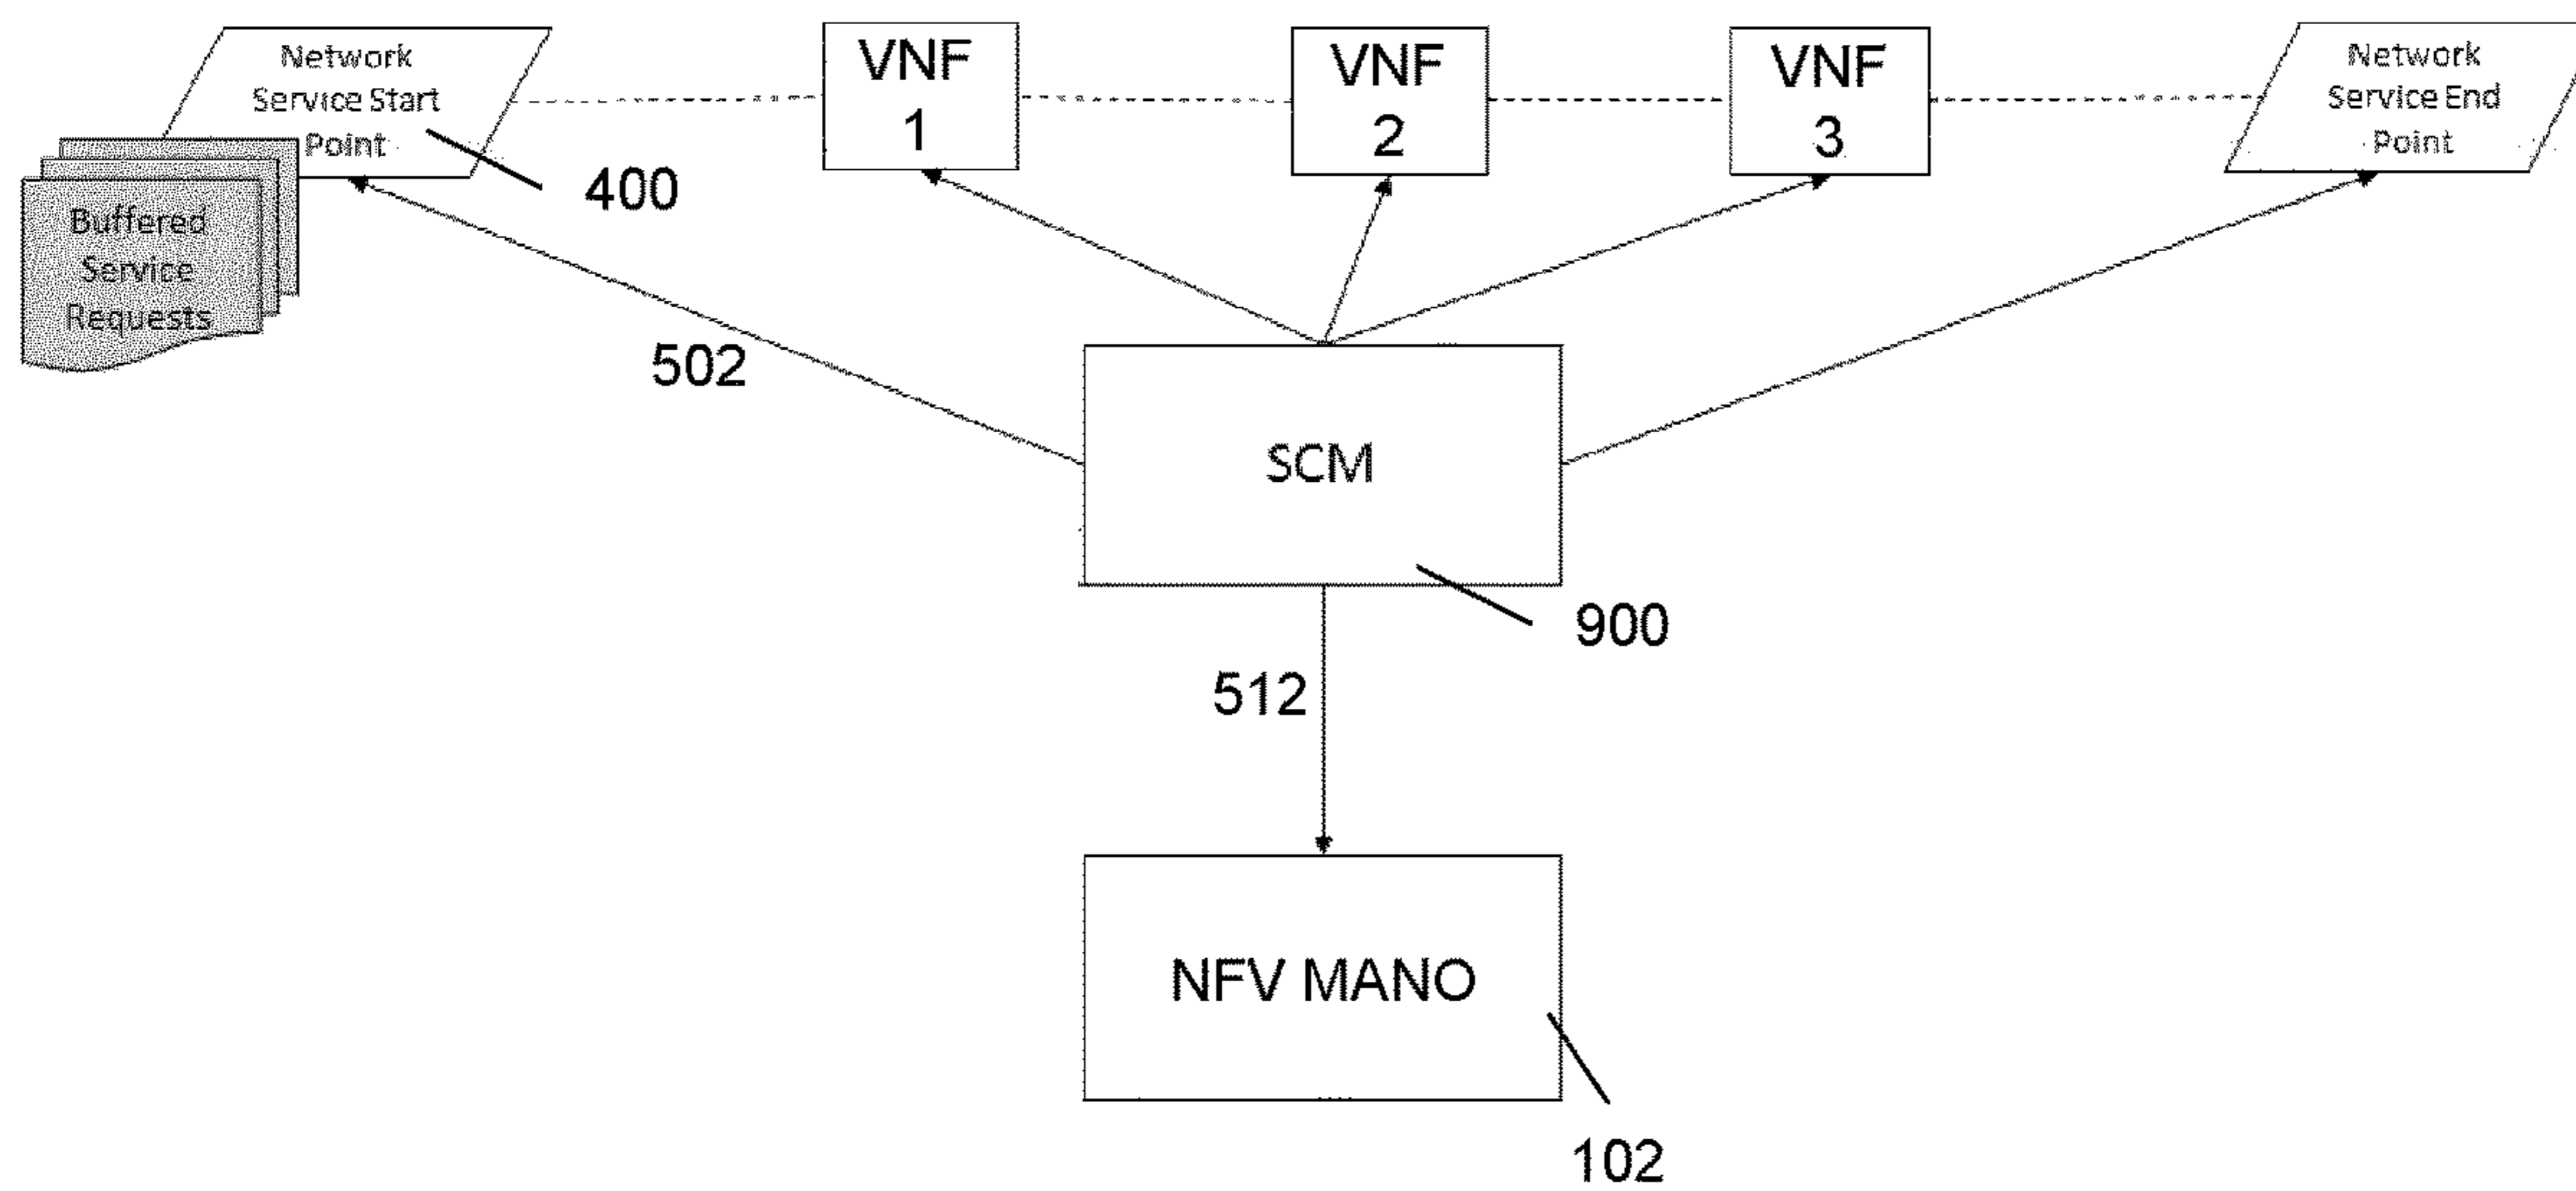 Network
Service Start
Point
VNF
1
VNF
2
VNF
3
Network
Service End
Point
400
Buffered
Service
Requests
502
SCM
900
512
NFV MANO
102